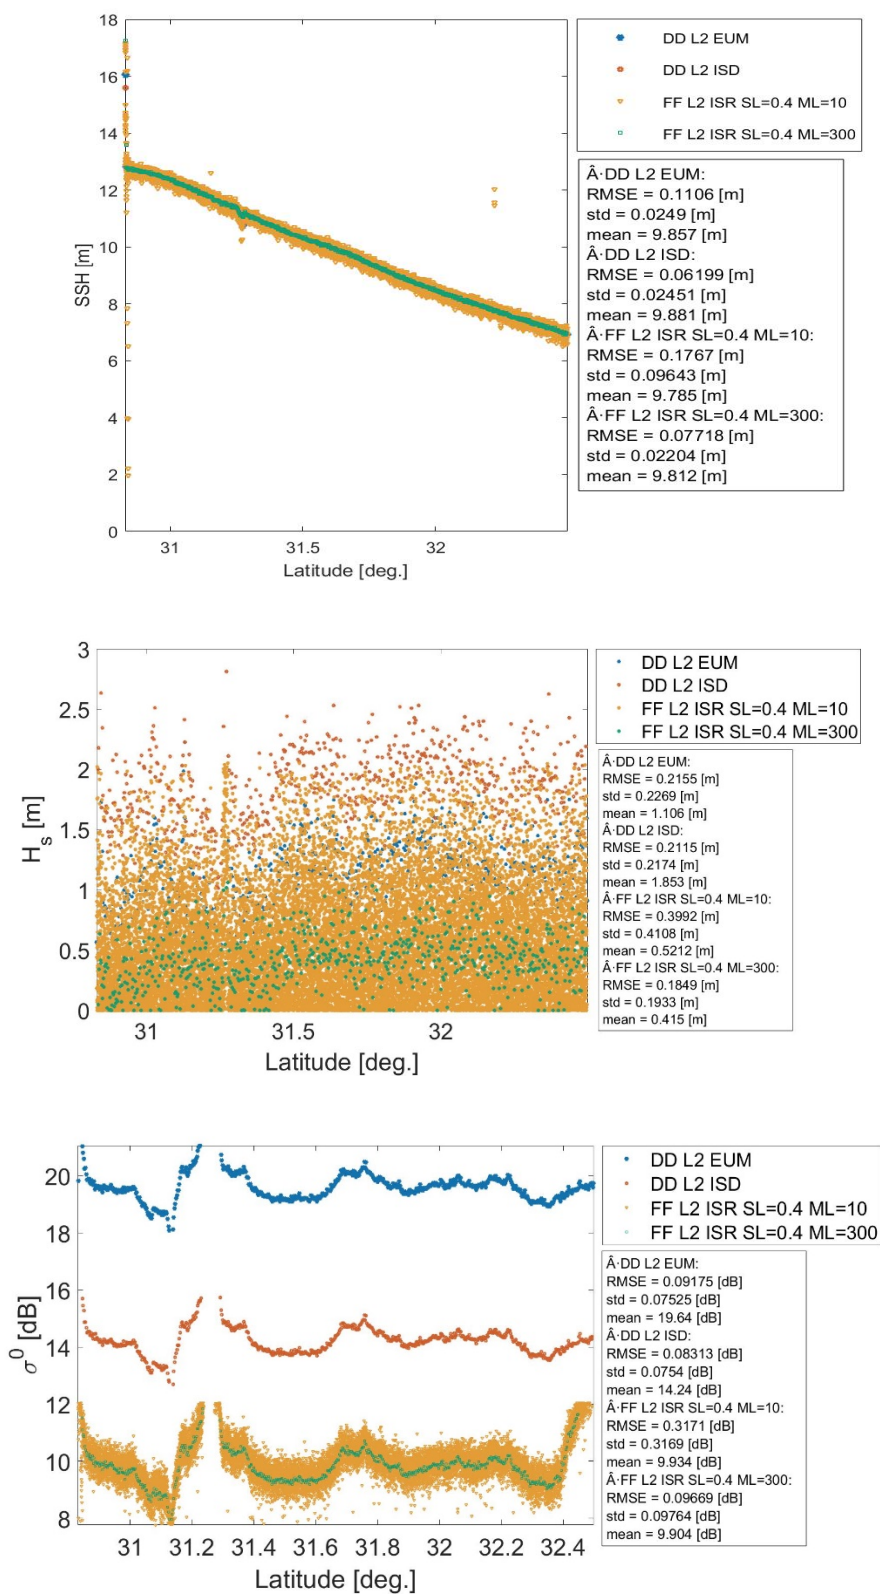 18
16
14
12
10
8
6
4
2
0
SSH [m]
31
31.5
32
Latitude [deg.]
DD L2 EUM
DD L2 ISD
FF L2 ISR SL=0.4 ML=10
FF L2 ISR SL=0.4 ML=300
Â·DD L2 EUM:
RMSE = 0.1106 [m]
std = 0.0249 [m]
mean = 9.857 [m]
Â·DD L2 ISD:
RMSE = 0.06199 [m]
std = 0.02451 [m]
mean = 9.881 [m]
Â·FF L2 ISR SL=0.4 ML=10:
RMSE = 0.1767 [m]
std = 0.09643 [m]
mean = 9.785 [m]
Â·FF L2 ISR SL=0.4 ML=300:
RMSE = 0.07718 [m]
std = 0.02204 [m]
mean = 9.812 [m]
3
2.5
2
1.5
1
0.5
0
H_s [m]
31
31.5
32
Latitude [deg.]
DD L2 EUM
DD L2 ISD
FF L2 ISR SL=0.4 ML=10
FF L2 ISR SL=0.4 ML=300
Â·DD L2 EUM:
RMSE = 0.2155 [m]
std = 0.2269 [m]
mean = 1.106 [m]
Â·DD L2 ISD:
RMSE = 0.2115 [m]
std = 0.2174 [m]
mean = 1.853 [m]
Â·FF L2 ISR SL=0.4 ML=10:
RMSE = 0.3992 [m]
std = 0.4108 [m]
mean = 0.5212 [m]
Â·FF L2 ISR SL=0.4 ML=300:
RMSE = 0.1849 [m]
std = 0.1933 [m]
mean = 0.415 [m]
20
18
16
14
12
10
8
σ⁰ [dB]
31
31.2
31.4
31.6
31.8
32
32.2
32.4
Latitude [deg.]
DD L2 EUM
DD L2 ISD
FF L2 ISR SL=0.4 ML=10
FF L2 ISR SL=0.4 ML=300
Â·DD L2 EUM:
RMSE = 0.09175 [dB]
std = 0.07525 [dB]
mean = 19.64 [dB]
Â·DD L2 ISD:
RMSE = 0.08313 [dB]
std = 0.0754 [dB]
mean = 14.24 [dB]
Â·FF L2 ISR SL=0.4 ML=10:
RMSE = 0.3171 [dB]
std = 0.3169 [dB]
mean = 9.934 [dB]
Â·FF L2 ISR SL=0.4 ML=300:
RMSE = 0.09669 [dB]
std = 0.09764 [dB]
mean = 9.904 [dB]